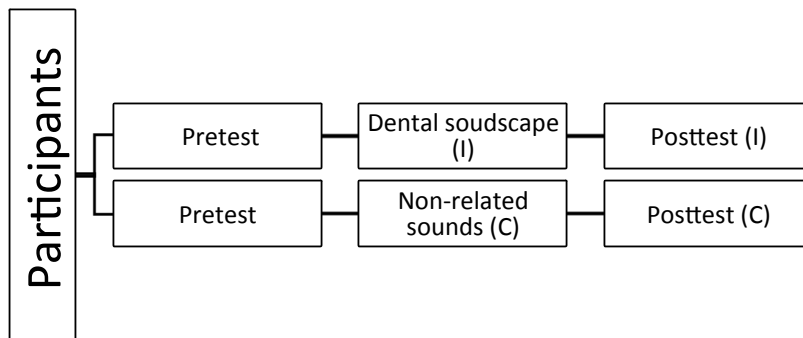 Participants
Pretest
Dental soudscape
(I)
Posttest (I)
Pretest
Non-related
sounds (C)
Posttest (C)